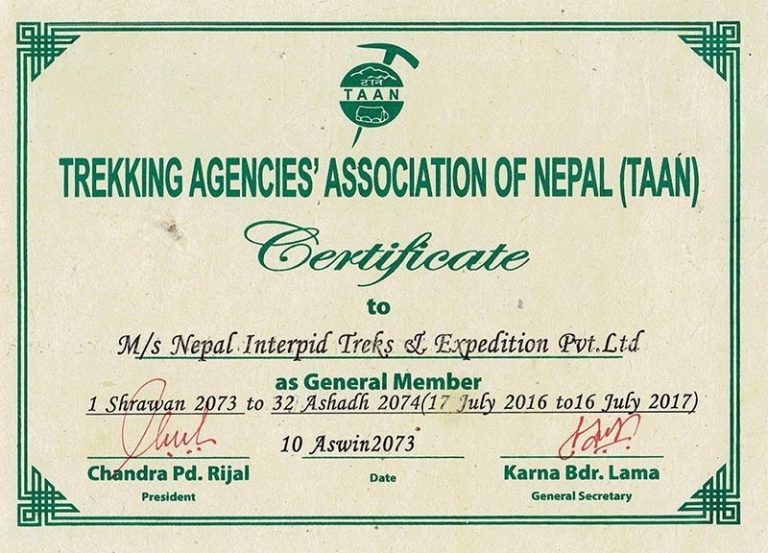 टान
TAAN
TREKKING AGENCIES' ASSOCIATION OF NEPAL (TAAN)
Certificate
to
M/s Nepal Interpid Treks & Expedition Pvt.Ltd
as General Member
1 Shrawan 2073 to 32 Ashadh 2074(17 July 2016 to16 July 2017)
10 Aswin2073
Chandra Pd. Rijal
Date
Karna Bdr. Lama
President
General Secretary